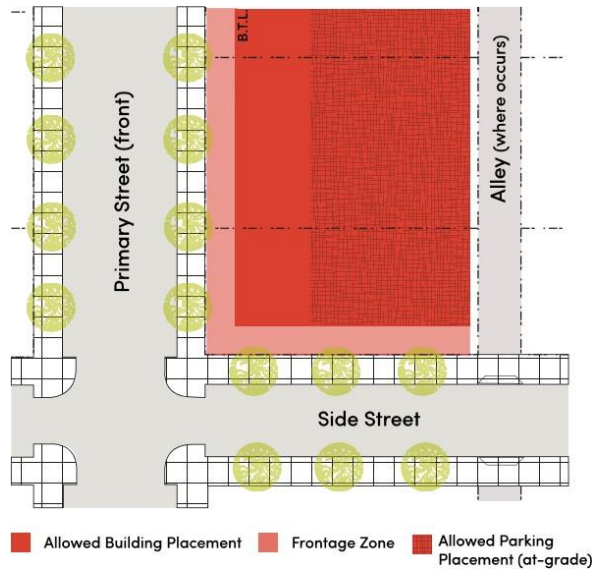 B.T.L.
Primary Street (front)
Alley (where occurs)
Side Street
Allowed Building Placement
Frontage Zone
Allowed Parking
Placement (at-grade)